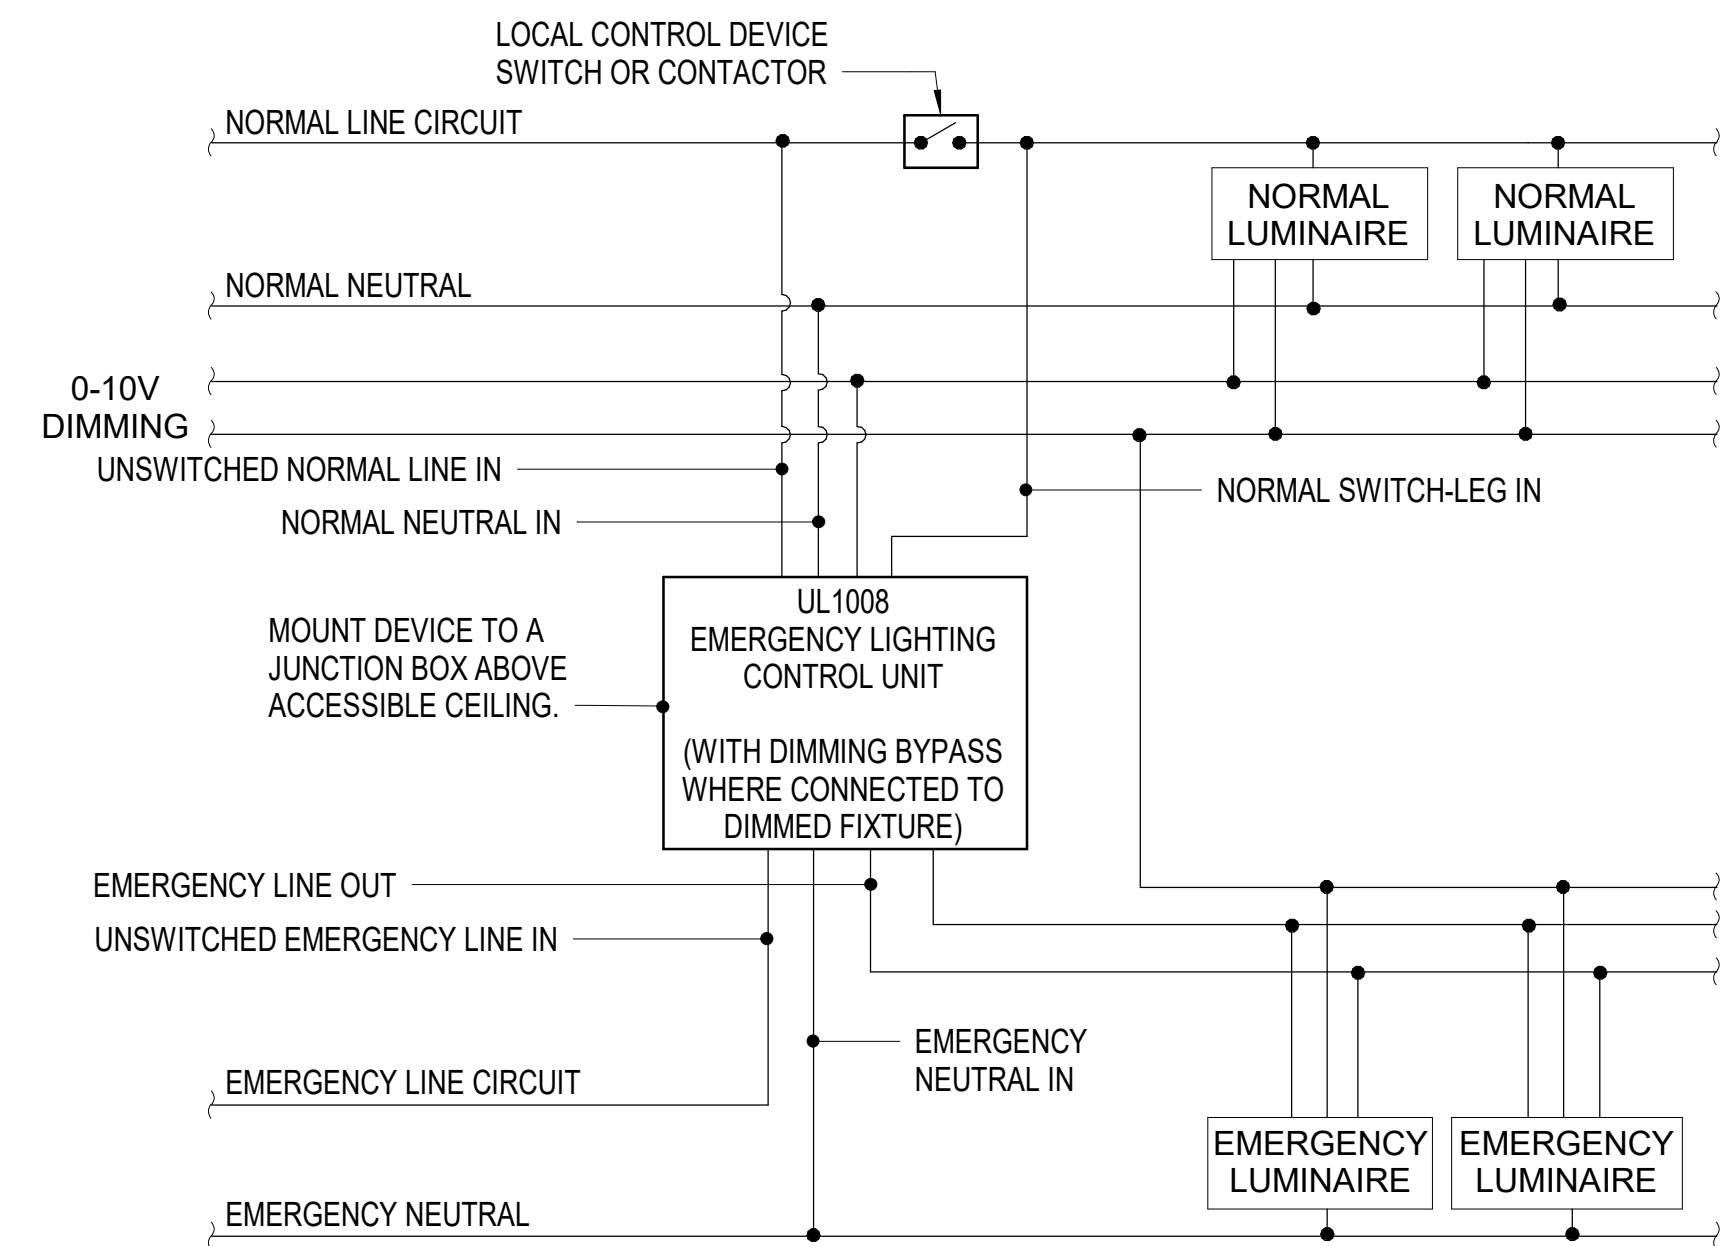 LOCAL CONTROL DEVICE
SWITCH OR CONTACTOR
NORMAL LINE CIRCUIT
NORMAL
LUMINAIRE
NORMAL
LUMINAIRE
NORMAL NEUTRAL
0-10V
DIMMING
UNSWITCHED NORMAL LINE IN
NORMAL SWITCH-LEG IN
NORMAL NEUTRAL IN
UL1008
EMERGENCY LIGHTING
CONTROL UNIT
(WITH DIMMING BYPASS
WHERE CONNECTED TO
DIMMED FIXTURE)
MOUNT DEVICE TO A
JUNCTION BOX ABOVE
ACCESSIBLE CEILING.
EMERGENCY LINE OUT
UNSWITCHED EMERGENCY LINE IN
EMERGENCY
NEUTRAL IN
EMERGENCY LINE CIRCUIT
EMERGENCY
LUMINAIRE
EMERGENCY
LUMINAIRE
EMERGENCY NEUTRAL